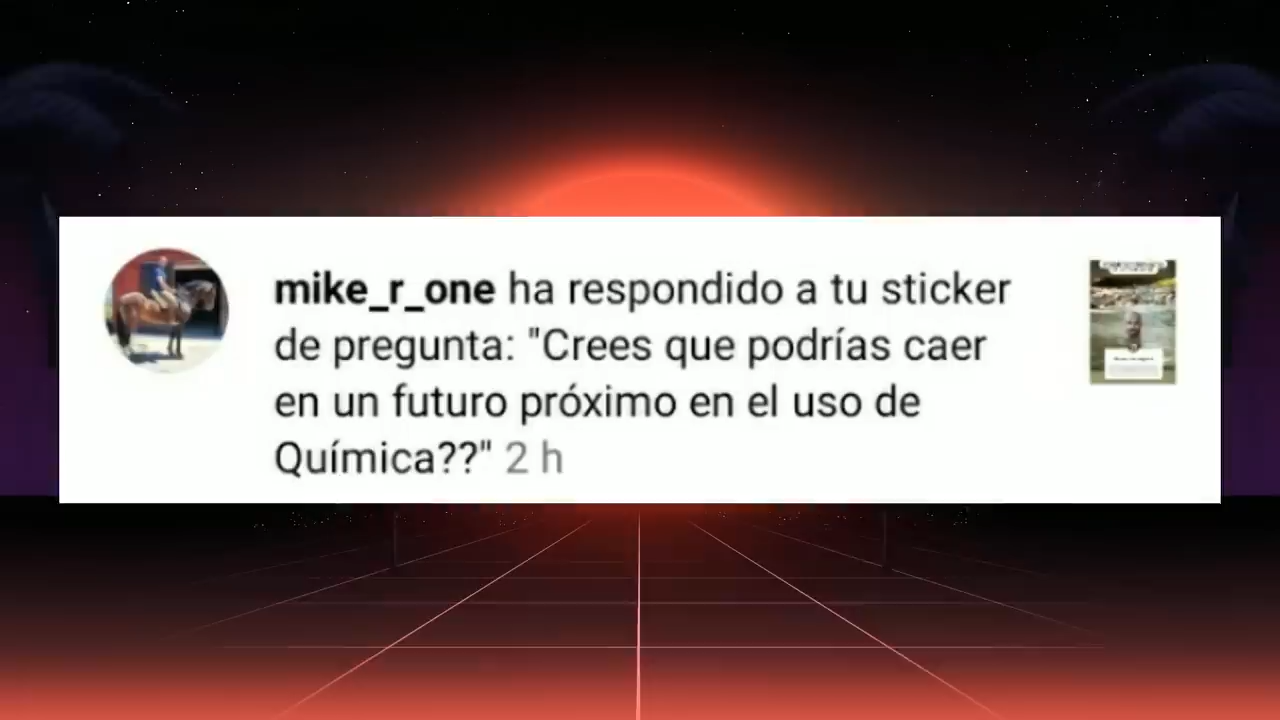 mike_r_one ha respondido a tu sticker
de pregunta: "Crees que podrías caer
en un futuro próximo en el uso de
Química??" 2 h